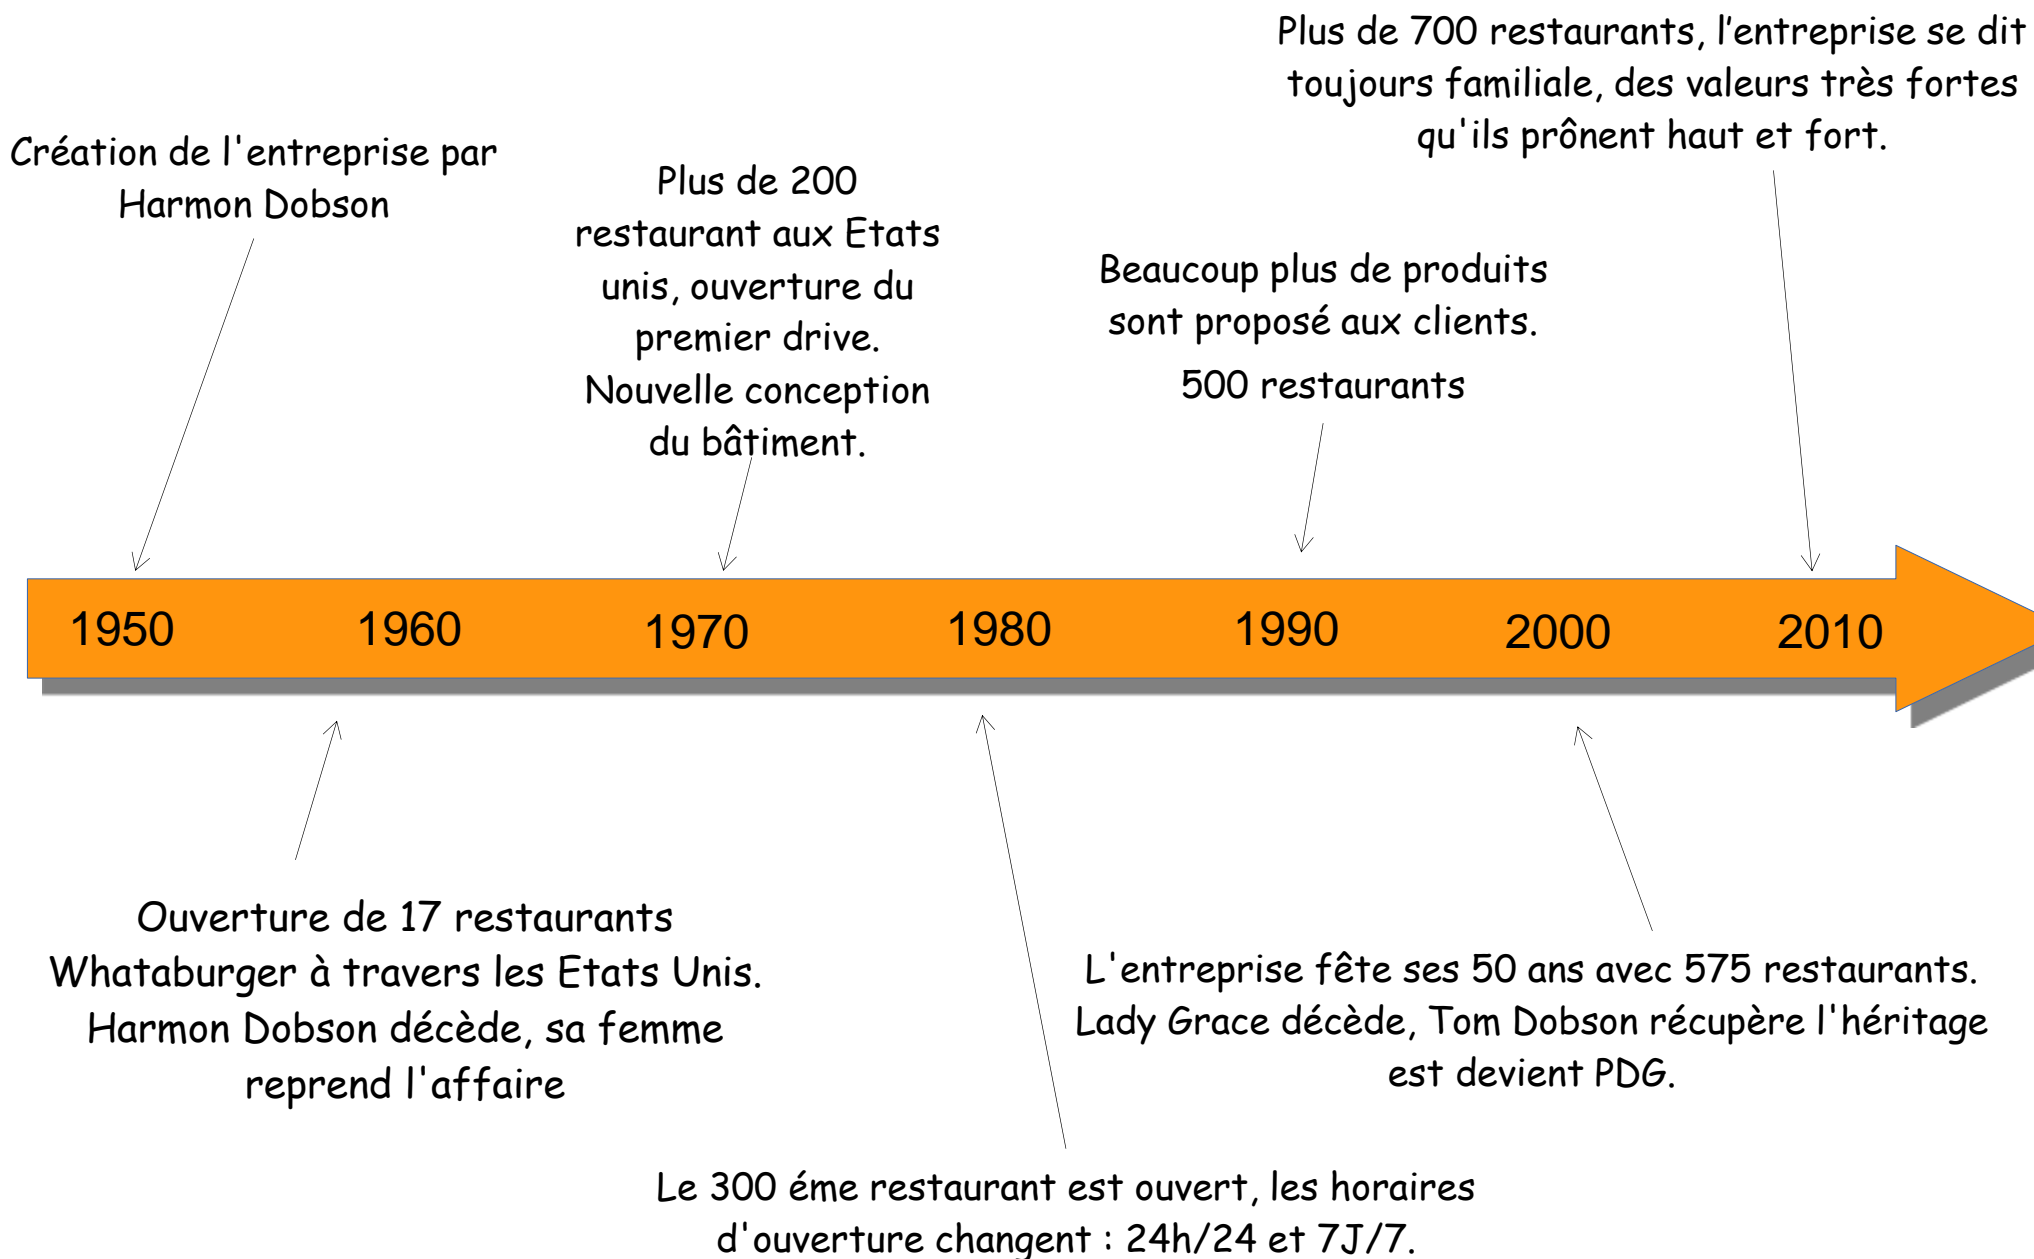 Création de l'entreprise par
Harmon Dobson
Plus de 200
restaurant aux Etats
unis, ouverture du
premier drive.
Nouvelle conception
du bâtiment.
Beaucoup plus de produits
sont proposé aux clients.
500 restaurants
Plus de 700 restaurants, l'entreprise se dit
toujours familiale, des valeurs très fortes
qu'ils prônent haut et fort.
1950 1960 1970 1980 1990 2000 2010
Ouverture de 17 restaurants
Whataburger à travers les Etats Unis.
Harmon Dobson décède, sa femme
reprend l'affaire
Le 300 éme restaurant est ouvert, les horaires
d'ouverture changent : 24h/24 et 7J/7.
L'entreprise fête ses 50 ans avec 575 restaurants.
Lady Grace décède, Tom Dobson récupère l'héritage
est devient PDG.